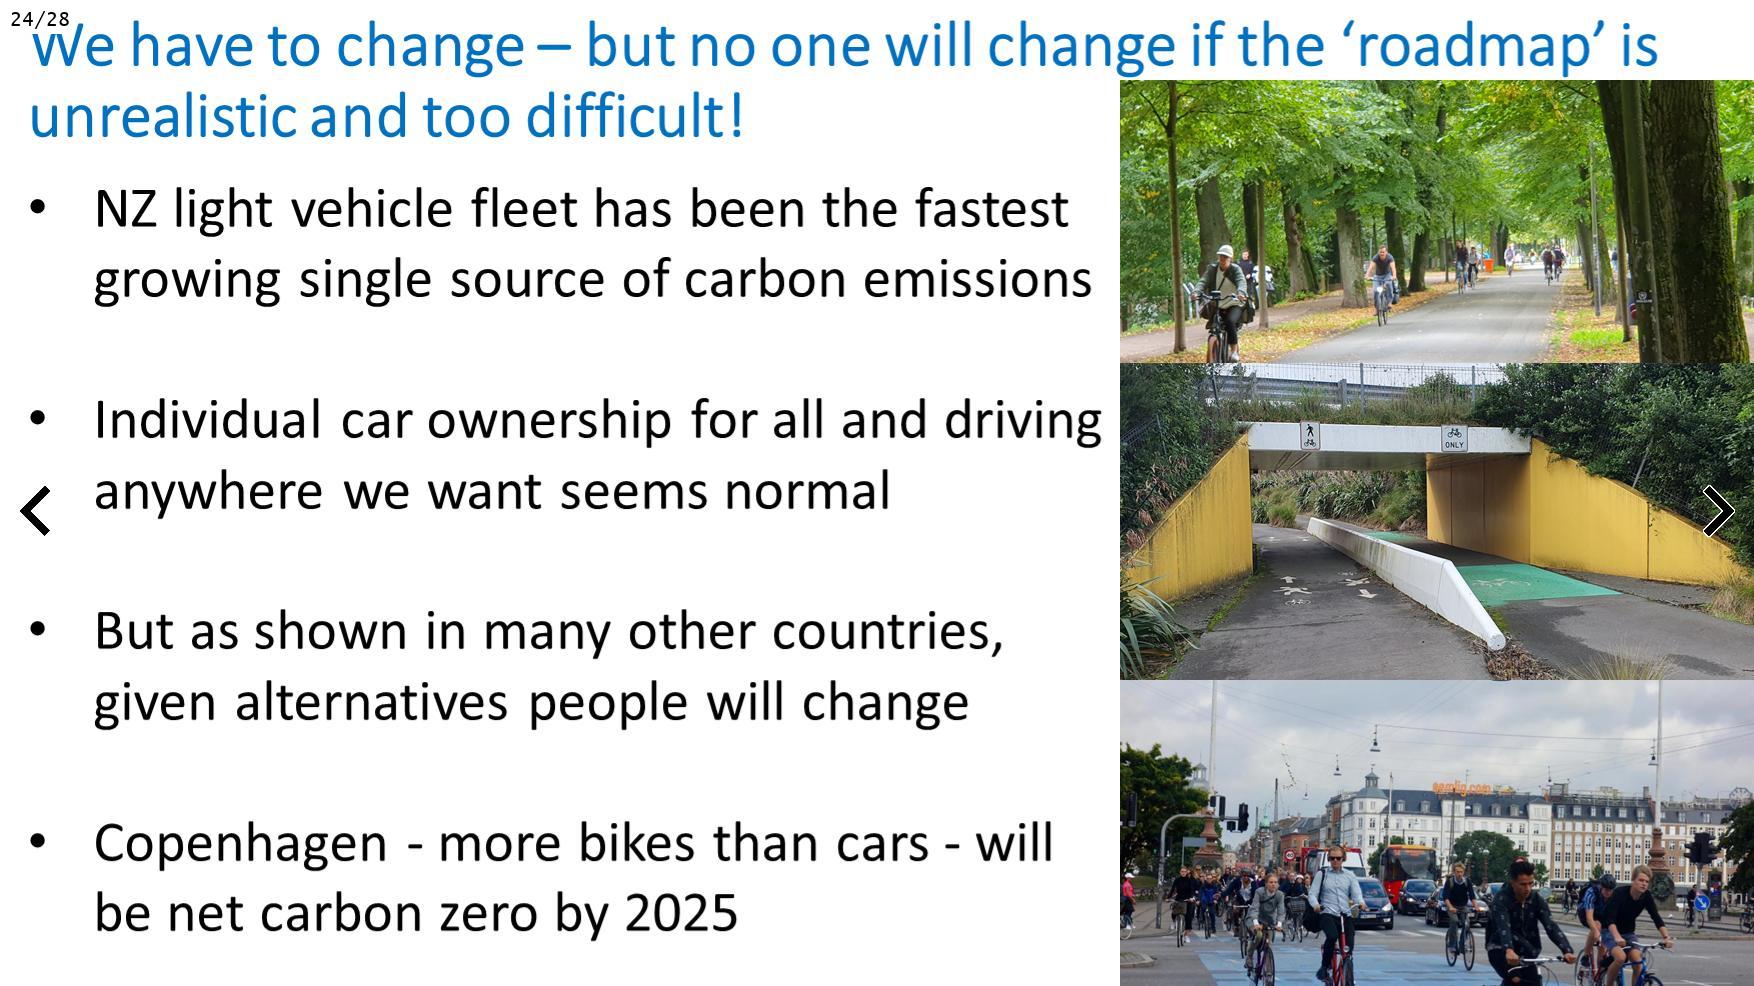 24/28
We have to change – but no one will change if the ‘roadmap’ is
unrealistic and too difficult!
• NZ light vehicle fleet has been the fastest
growing single source of carbon emissions
• Individual car ownership for all and driving
anywhere we want seems normal
• But as shown in many other countries,
given alternatives people will change
• Copenhagen - more bikes than cars - will
be net carbon zero by 2025
ONLY